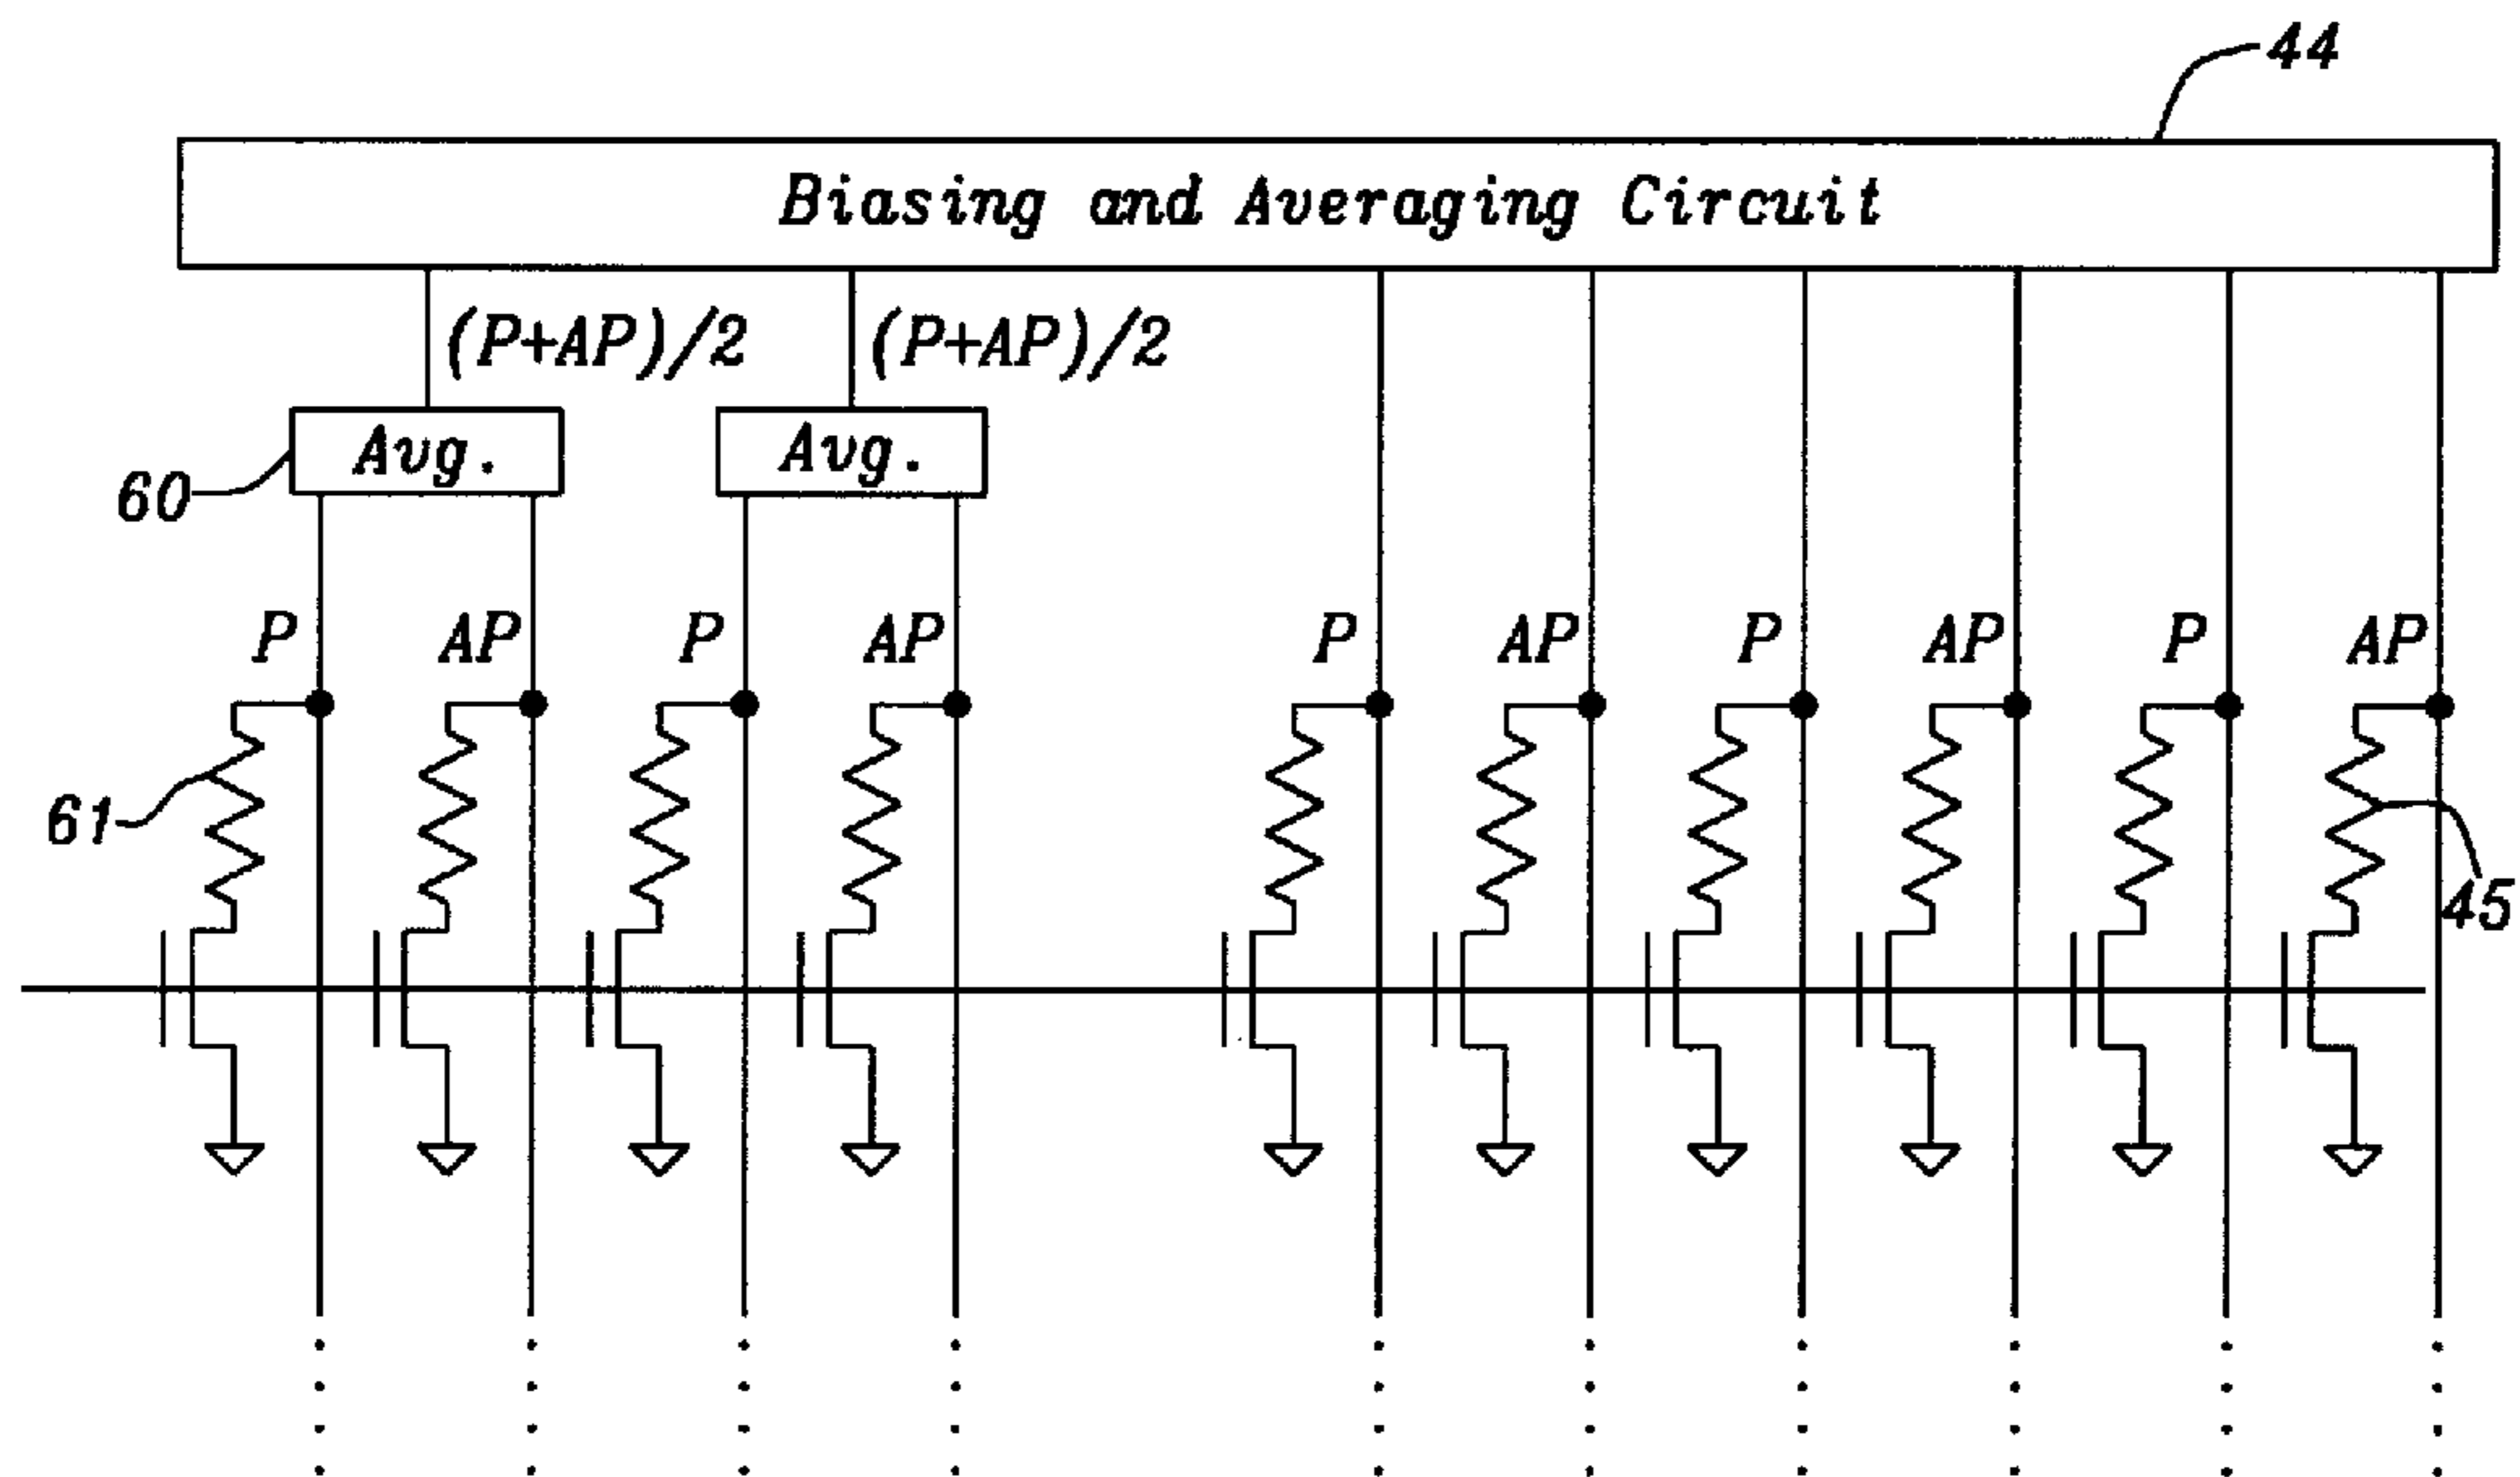 44
Biasing and Averaging Circuit
(P+AP)/2 (P+AP)/2
Avg. Avg.
60
P AP P AP P AP P AP P AP
61
45